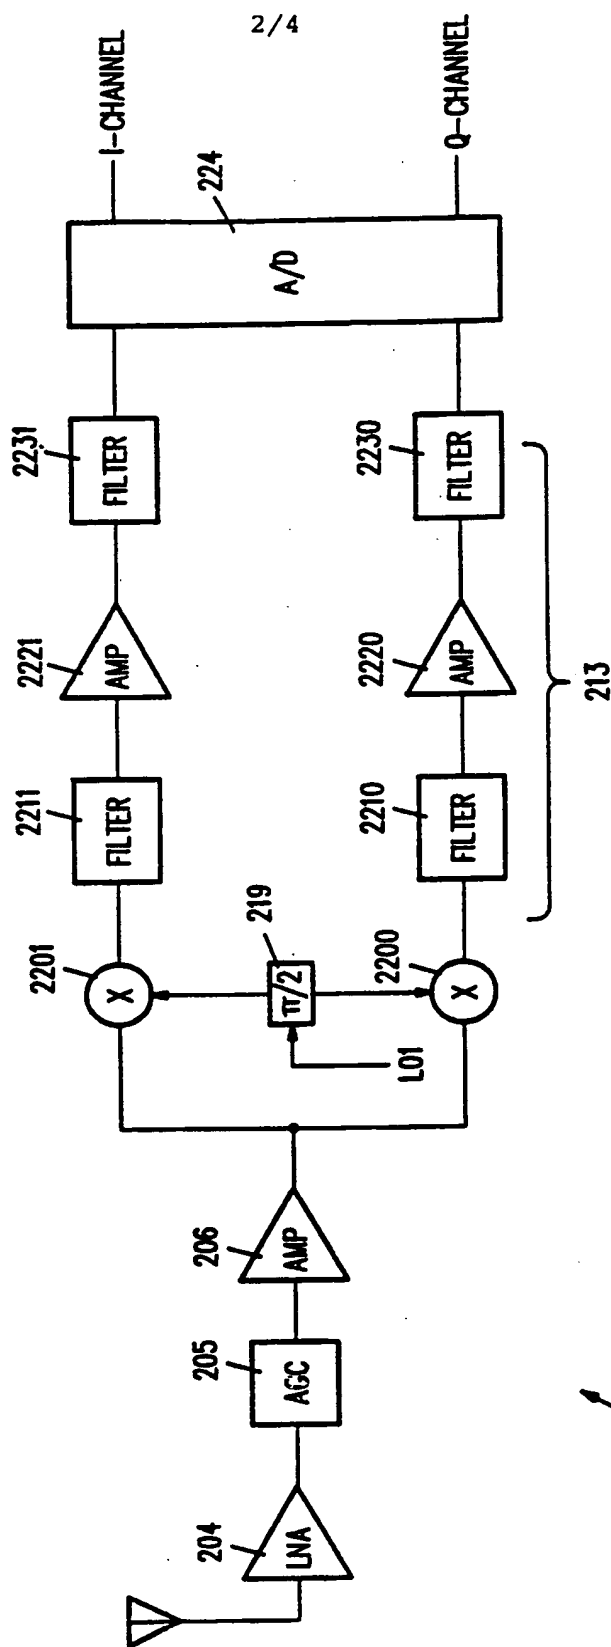 2/4
204
LNA
205
AGC
206
AMP
2201
X
219
π/2
LO1
2200
X
2211
FILTER
2221
AMP
2231
FILTER
2210
FILTER
2220
AMP
2230
FILTER
213
224
A/D
I-CHANNEL
Q-CHANNEL